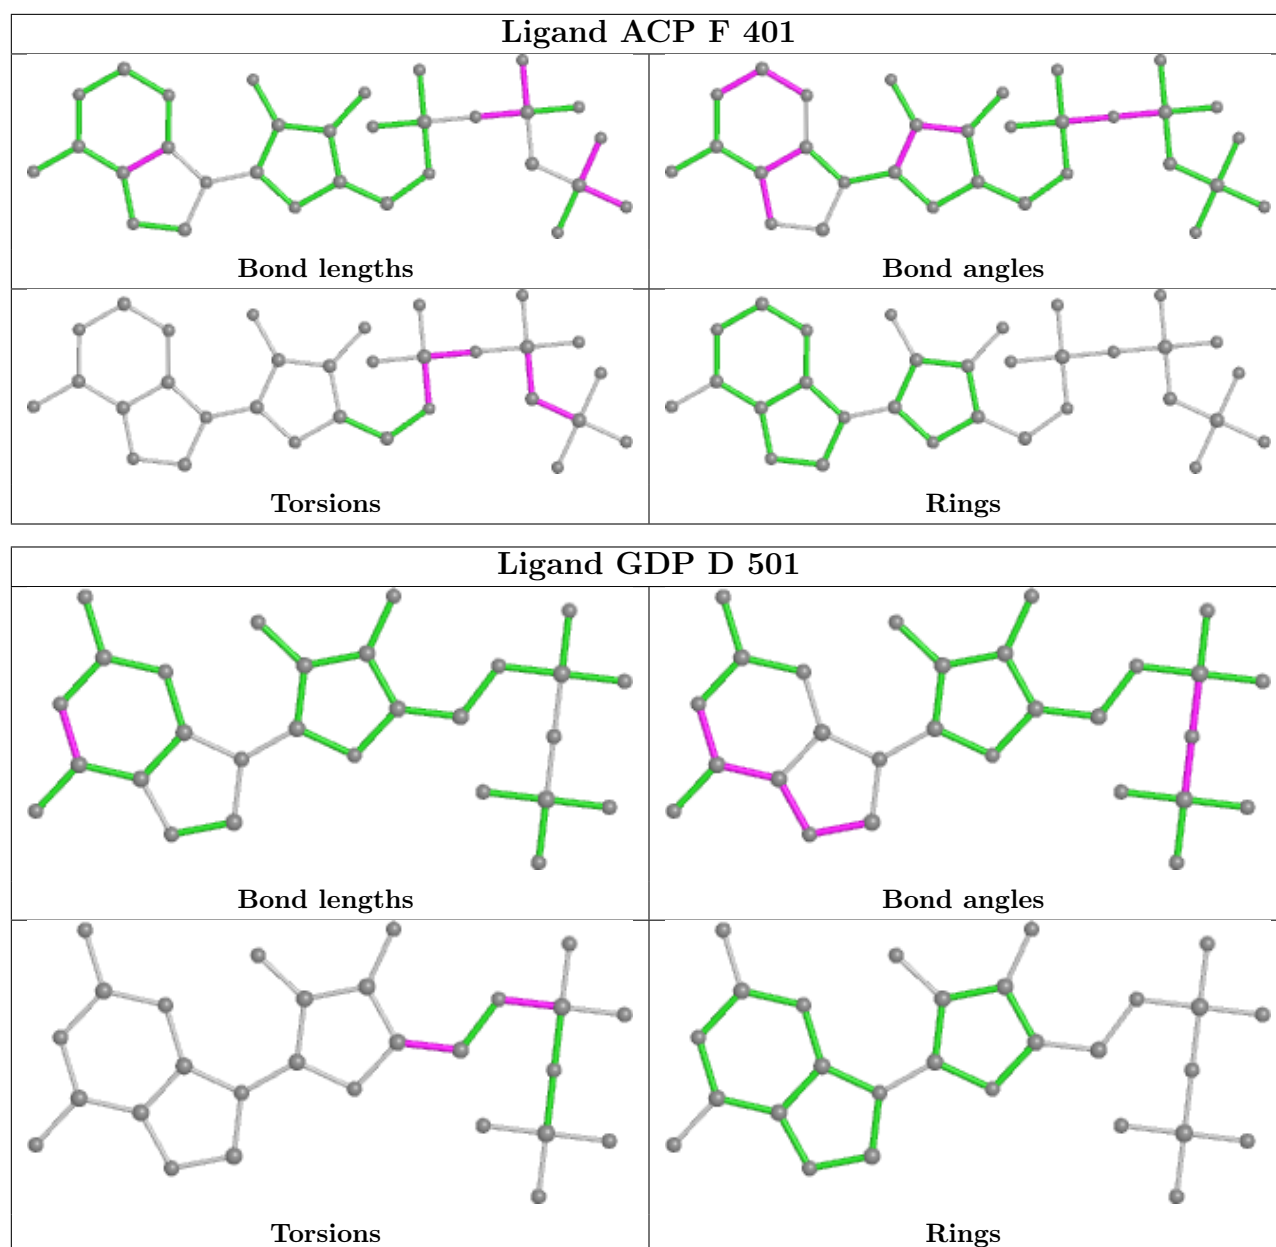 Ligand ACP F 401
Bond lengths
Bond angles
Torsions
Rings
Ligand GDP D 501
Bond lengths
Bond angles
Torsions
Rings